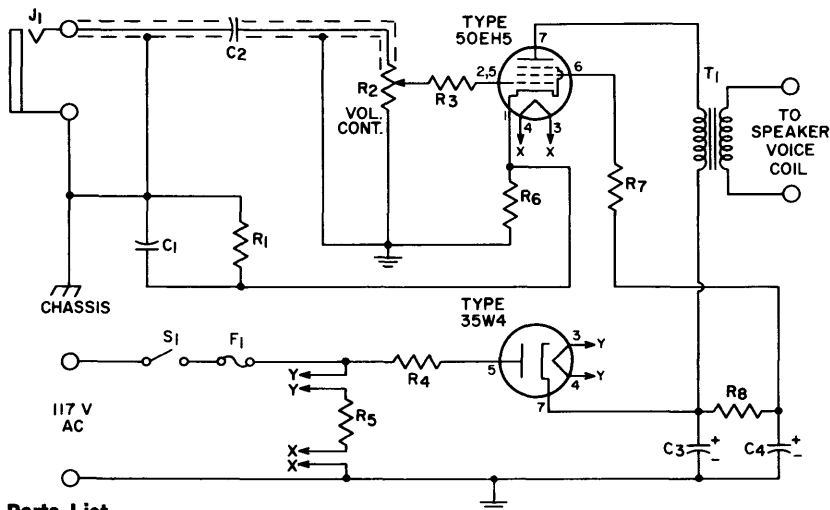 J1
C2
TYPE
50EH5
7
R2
VOL.
CONT.
R3
2,5
6
1
4
3
X
X
T1
TO
SPEAKER
VOICE
COIL
R7
R6
C1
R1
CHASSIS
TYPE
35W4
S1
F1
R4
5
3
Y
4
Y
7
Y
Y
R5
X
X
117 V
AC
R8
C3
+
−
C4
+
−
Parts List